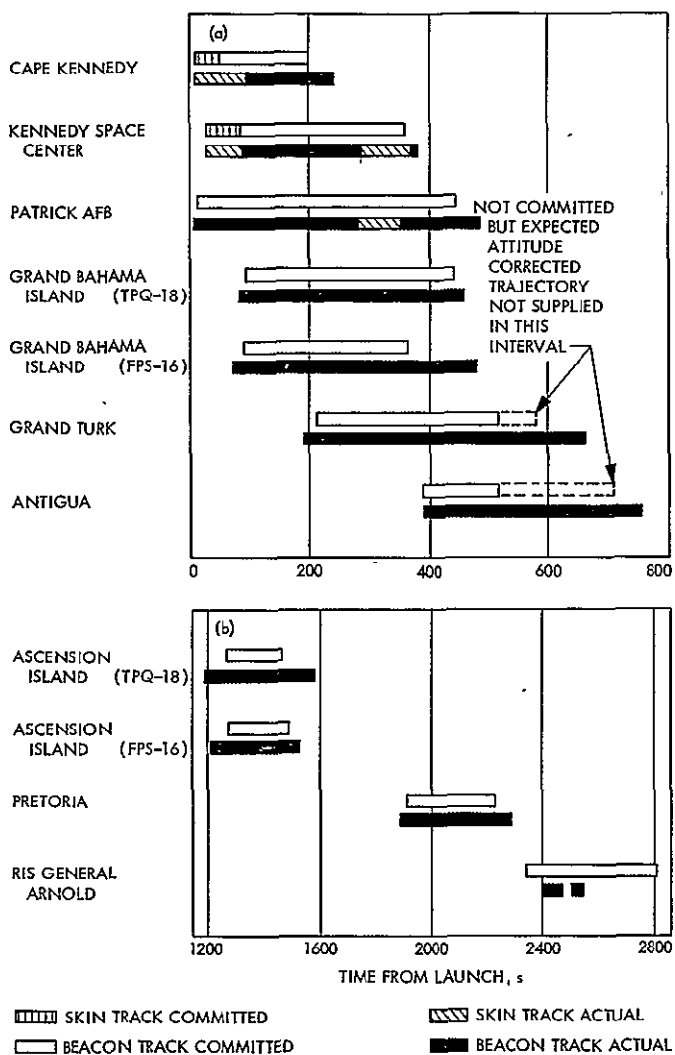 (a)
CAPE KENNEDY
KENNEDY SPACE
CENTER
PATRICK AFB
GRAND BAHAMA
ISLAND (TPQ-18)
GRAND BAHAMA
ISLAND (FPS-16)
GRAND TURK
ANTIGUA
NOT COMMITTED
BUT EXPECTED
ATTITUDE
CORRECTED
TRAJECTORY
NOT SUPPLIED
IN THIS
INTERVAL
0 200 400 600 800
(b)
ASCENSION
ISLAND (TPQ-18)
ASCENSION
ISLAND (FPS-16)
PRETORIA
RIS GENERAL
ARNOLD
1200 1600 2000 2400 2800
TIME FROM LAUNCH, s
SKIN TRACK COMMITTED
SKIN TRACK ACTUAL
BEACON TRACK COMMITTED
BEACON TRACK ACTUAL